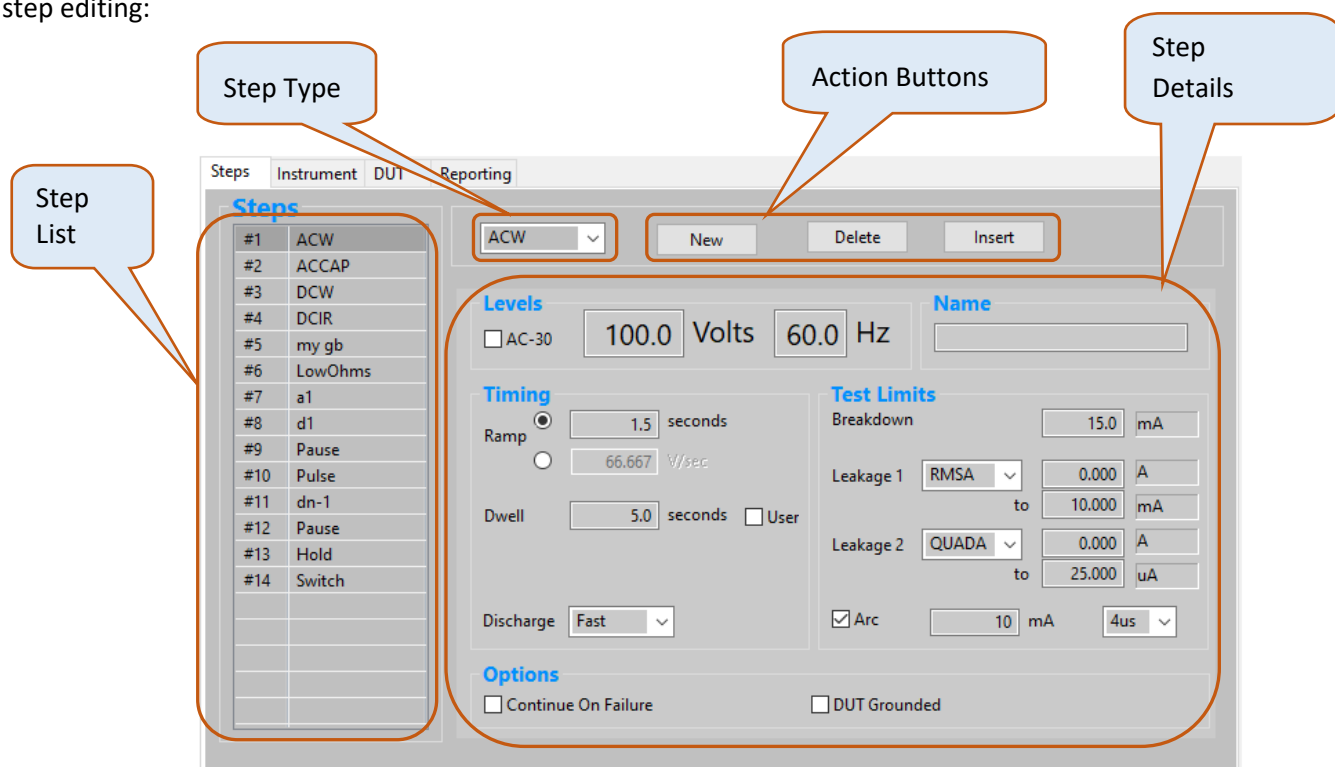 step editing:
Step Type
Action Buttons
Step
Details
Step
List
Steps Instrument DUT Reporting
Steps
#1 ACW
#2 ACCAP
#3 DCW
#4 DCIR
#5 my gb
#6 LowOhms
#7 a1
#8 d1
#9 Pause
#10 Pulse
#11 dn-1
#12 Pause
#13 Hold
#14 Switch
ACW New Delete Insert
Levels
AC-30 100.0 Volts 60.0 Hz
Name
Timing
Ramp 1.5 seconds
66.667 V/sec
Dwell 5.0 seconds User
Discharge Fast
Test Limits
Breakdown 15.0 mA
Leakage 1 RMSA 0.000 A
to 10.000 mA
Leakage 2 QUADA 0.000 A
to 25.000 uA
Arc 10 mA 4us
Options
Continue On Failure DUT Grounded